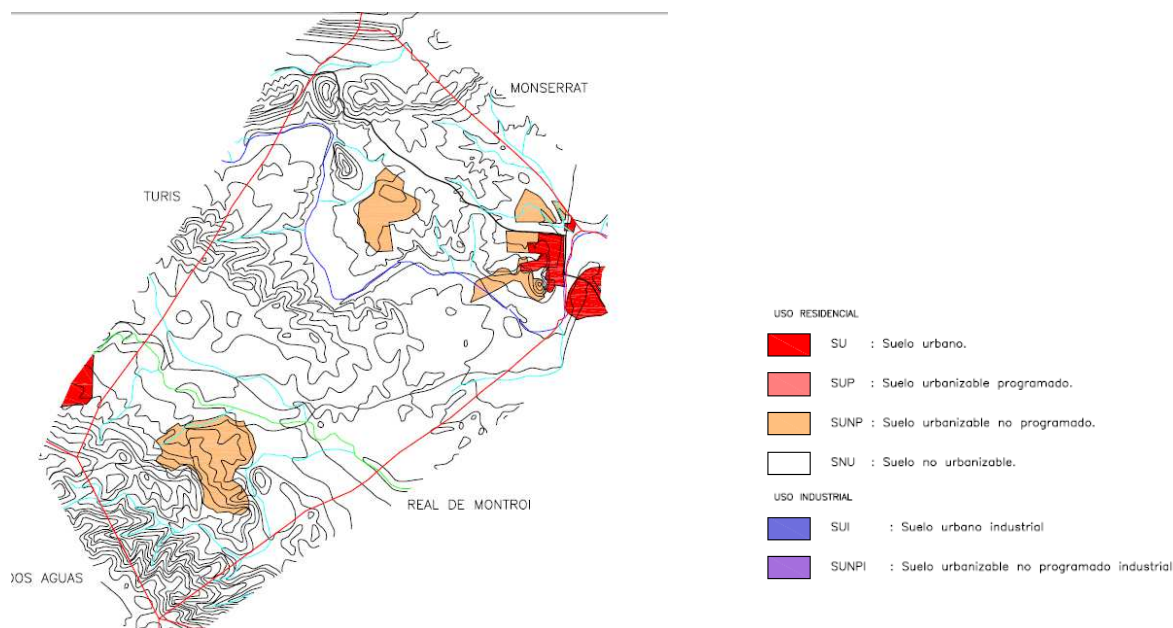 MONSERRAT
TURIS
REAL DE MONTROI
DOS AGUAS
USO RESIDENCIAL
SU : Suelo urbano.
SUP : Suelo urbanizable programado.
SUNP : Suelo urbanizable no programado.
SNU : Suelo no urbanizable.
USO INDUSTRIAL
SUI : Suelo urbano industrial
SUNPI : Suelo urbanizable no programado industrial